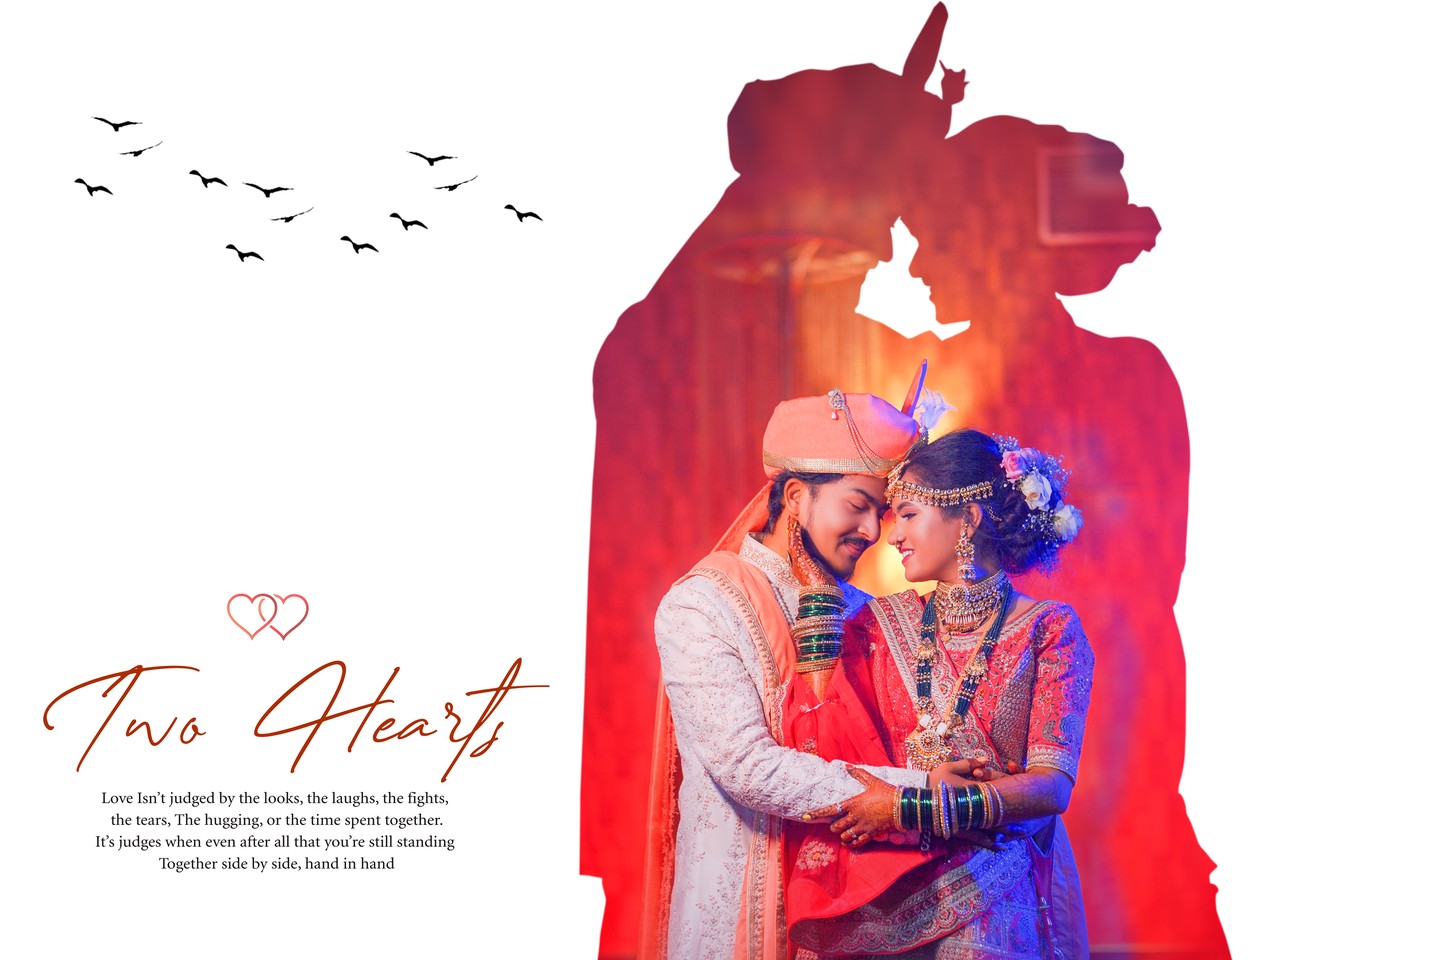 Two Hearts
Love Isn’t judged by the looks, the laughs, the fights,
the tears, The hugging, or the time spent together.
It’s judges when even after all that you’re still standing
Together side by side, hand in hand